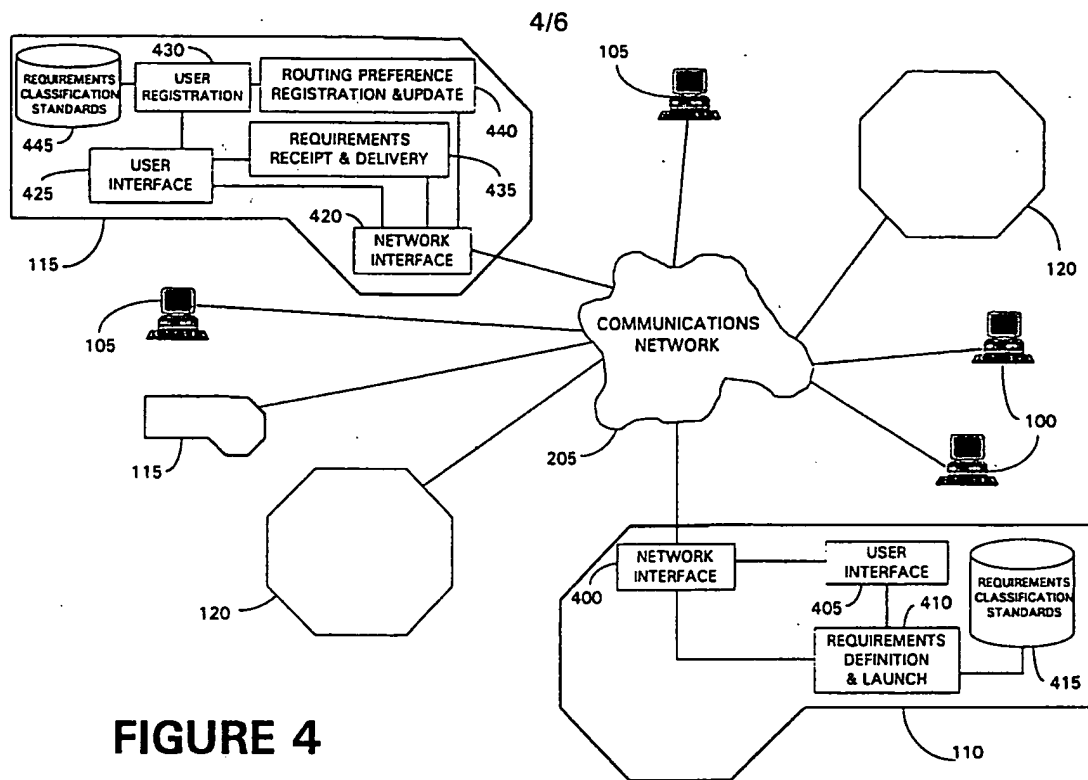 4/6
430
105
REQUIREMENTS
CLASSIFICATION
STANDARDS
USER
REGISTRATION
ROUTING PREFERENCE
REGISTRATION &UPDATE
445
440
REQUIREMENTS
RECEIPT & DELIVERY
USER
INTERFACE
425
435
420
NETWORK
INTERFACE
115
120
105
COMMUNICATIONS
NETWORK
100
115
205
120
NETWORK
INTERFACE
400
USER
INTERFACE
405
410
REQUIREMENTS
CLASSIFICATION
STANDARDS
REQUIREMENTS
DEFINITION
& LAUNCH
415
110
FIGURE 4